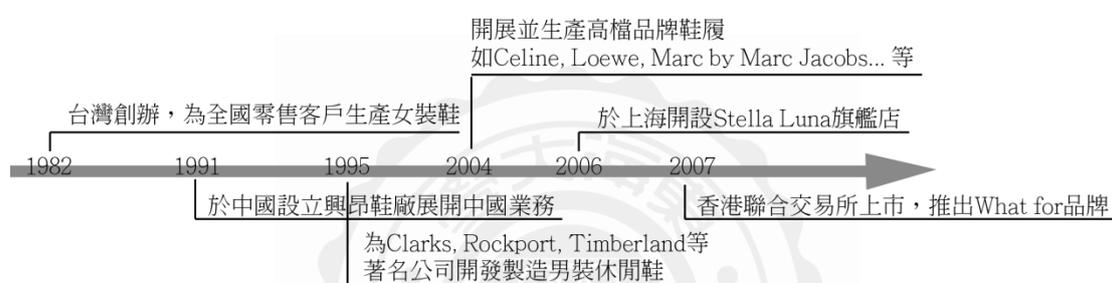 開展並生產高檔品牌鞋履
如Celine, Loewe, Marc by Marc Jacobs... 等
台灣創辦，為全國零售客戶生產女裝鞋
於上海開設Stella Luna旗艦店
1982 1991 1995 2004 2006 2007
於中國設立興昂鞋廠展開中國業務
香港聯合交易所上市，推出What for品牌
為Clarks, Rockport, Timberland等
著名公司開發製造男裝休閒鞋